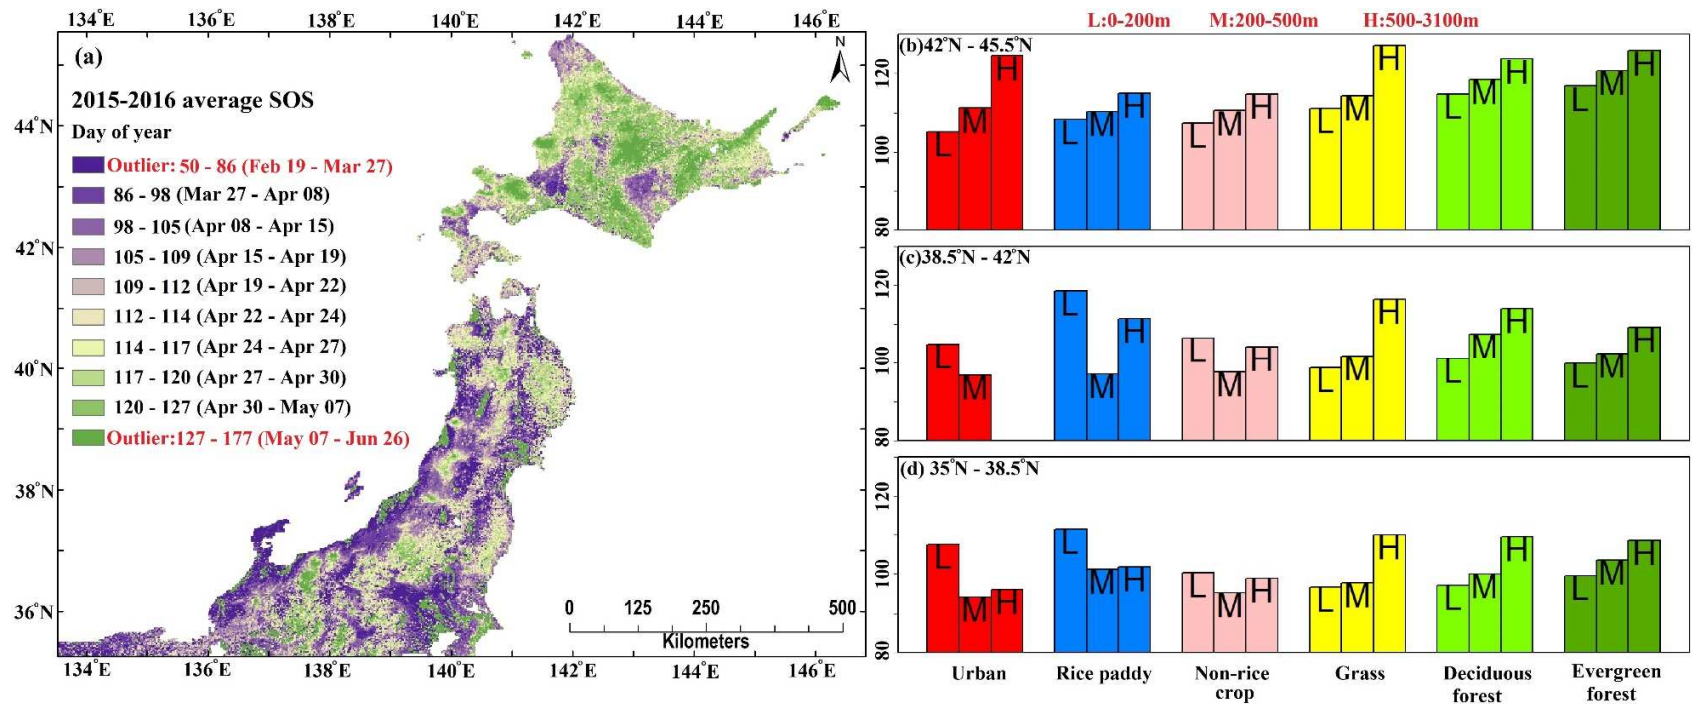 134°E 136°E 138°E 140°E 142°E 144°E 146°E
(a)
N
2015-2016 average SOS
Day of year
Outlier: 50 - 86 (Feb 19 - Mar 27)
86 - 98 (Mar 27 - Apr 08)
98 - 105 (Apr 08 - Apr 15)
105 - 109 (Apr 15 - Apr 19)
109 - 112 (Apr 19 - Apr 22)
112 - 114 (Apr 22 - Apr 24)
114 - 117 (Apr 24 - Apr 27)
117 - 120 (Apr 27 - Apr 30)
120 - 127 (Apr 30 - May 07)
Outlier:127 - 177 (May 07 - Jun 26)
44°N
42°N
40°N
38°N
36°N
0 125 250 500
Kilometers
134°E 136°E 138°E 140°E 142°E 144°E 146°E
L:0-200m M:200-500m H:500-3100m
(b)42°N - 45.5°N
120
100
80
L M H L M H L M H L M H L M H L M H
(c)38.5°N - 42°N
120
100
80
L M L M H L M H L M H L M H L M H
(d) 35°N - 38.5°N
120
100
80
L M H L M H L M H L M H L M H L M H
Urban Rice paddy Non-rice Grass Deciduous Evergreen
crop forest forest